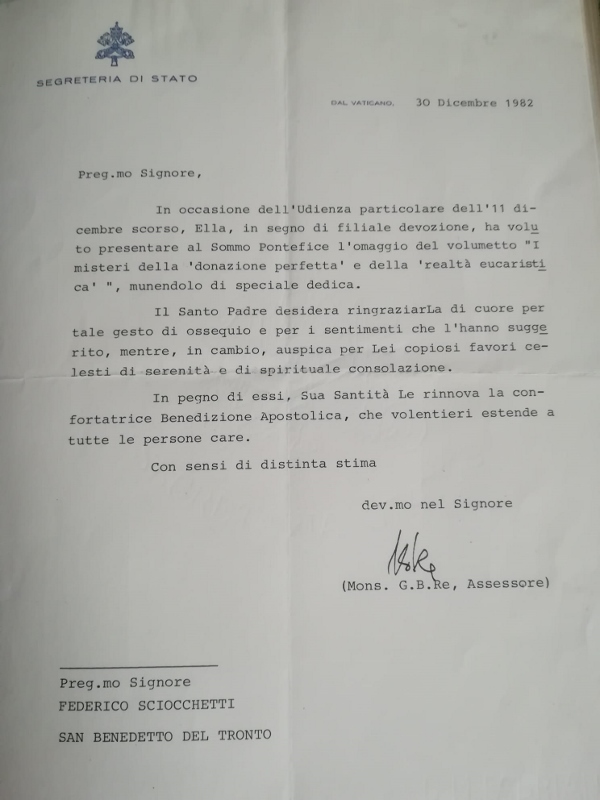 SEGRETERIA DI STATO
DAL VATICANO, 30 Dicembre 1982
Preg.mo Signore,
In occasione dell'Udienza particolare dell'11 di-
cembre scorso, Ella, in segno di filiale devozione, ha volu
to presentare al Sommo Pontefice l'omaggio del volumetto "I
misteri della 'donazione perfetta' e della 'realtà eucaristi
ca' ", munendolo di speciale dedica.
Il Santo Padre desidera ringraziarLa di cuore per
tale gesto di ossequio e per i sentimenti che l'hanno sugge
rito, mentre, in cambio, auspica per Lei copiosi favori ce-
lesti di serenità e di spirituale consolazione.
In pegno di essi, Sua Santità Le rinnova la con-
fortatrice Benedizione Apostolica, che volentieri estende a
tutte le persone care.
Con sensi di distinta stima
dev.mo nel Signore
(Mons. G.B.Re, Assessore)
Preg.mo Signore
FEDERICO SCIOCCHETTI
SAN BENEDETTO DEL TRONTO